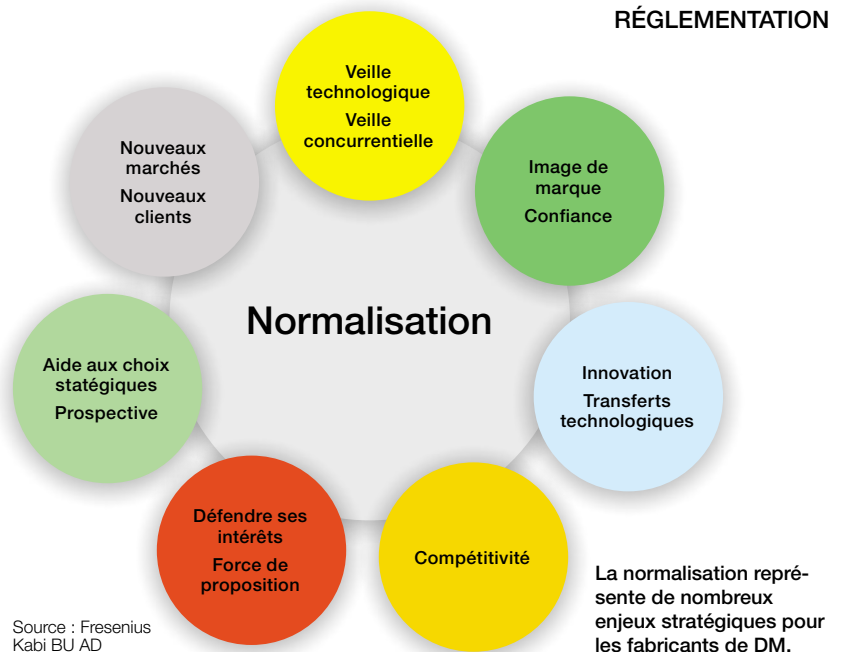 RÉGLEMENTATION
Veille
technologique
Veille
concurrentielle
Image de
marque
Confiance
Innovation
Transferts
technologiques
Compétitivité
Défendre ses
intérêts
Force de
proposition
Aide aux choix
statégiques
Prospective
Nouveaux
marchés
Nouveaux
clients
Normalisation
La normalisation repré-
sente de nombreux
enjeux stratégiques pour
les fabricants de DM.
Source : Fresenius
Kabi BU AD